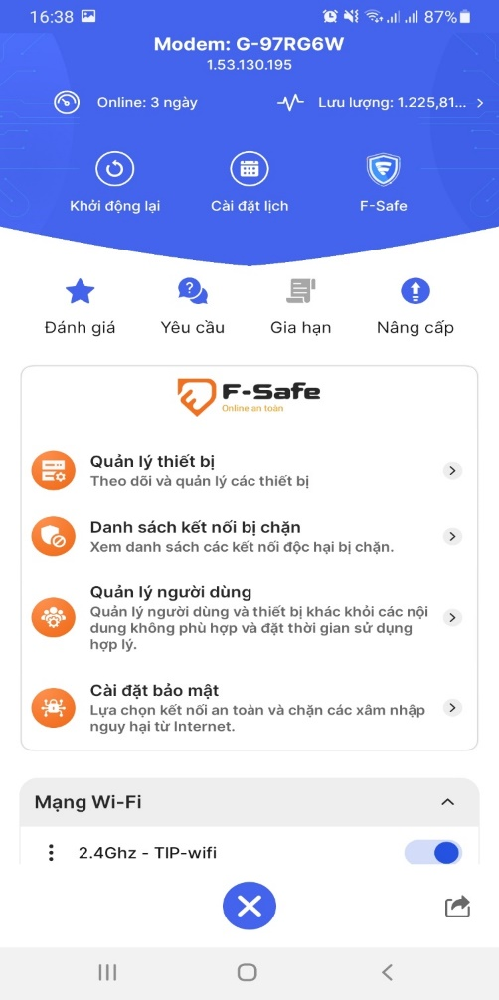 16:38 87%
Modem: G-97RG6W
1.53.130.195
Online: 3 ngày Lưu lượng: 1.225,81...
Khởi động lại Cài đặt lịch F-Safe
Đánh giá Yêu cầu Gia hạn Nâng cấp
F-Safe
Online an toàn
Quản lý thiết bị
Theo dõi và quản lý các thiết bị
Danh sách kết nối bị chặn
Xem danh sách các kết nối độc hại bị chặn.
Quản lý người dùng
Quản lý người dùng và thiết bị khác khỏi các nội
dung không phù hợp và đặt thời gian sử dụng
hợp lý.
Cài đặt bảo mật
Lựa chọn kết nối an toàn và chặn các xâm nhập
nguy hại từ Internet.
Mạng Wi-Fi
2.4Ghz - TIP-wifi